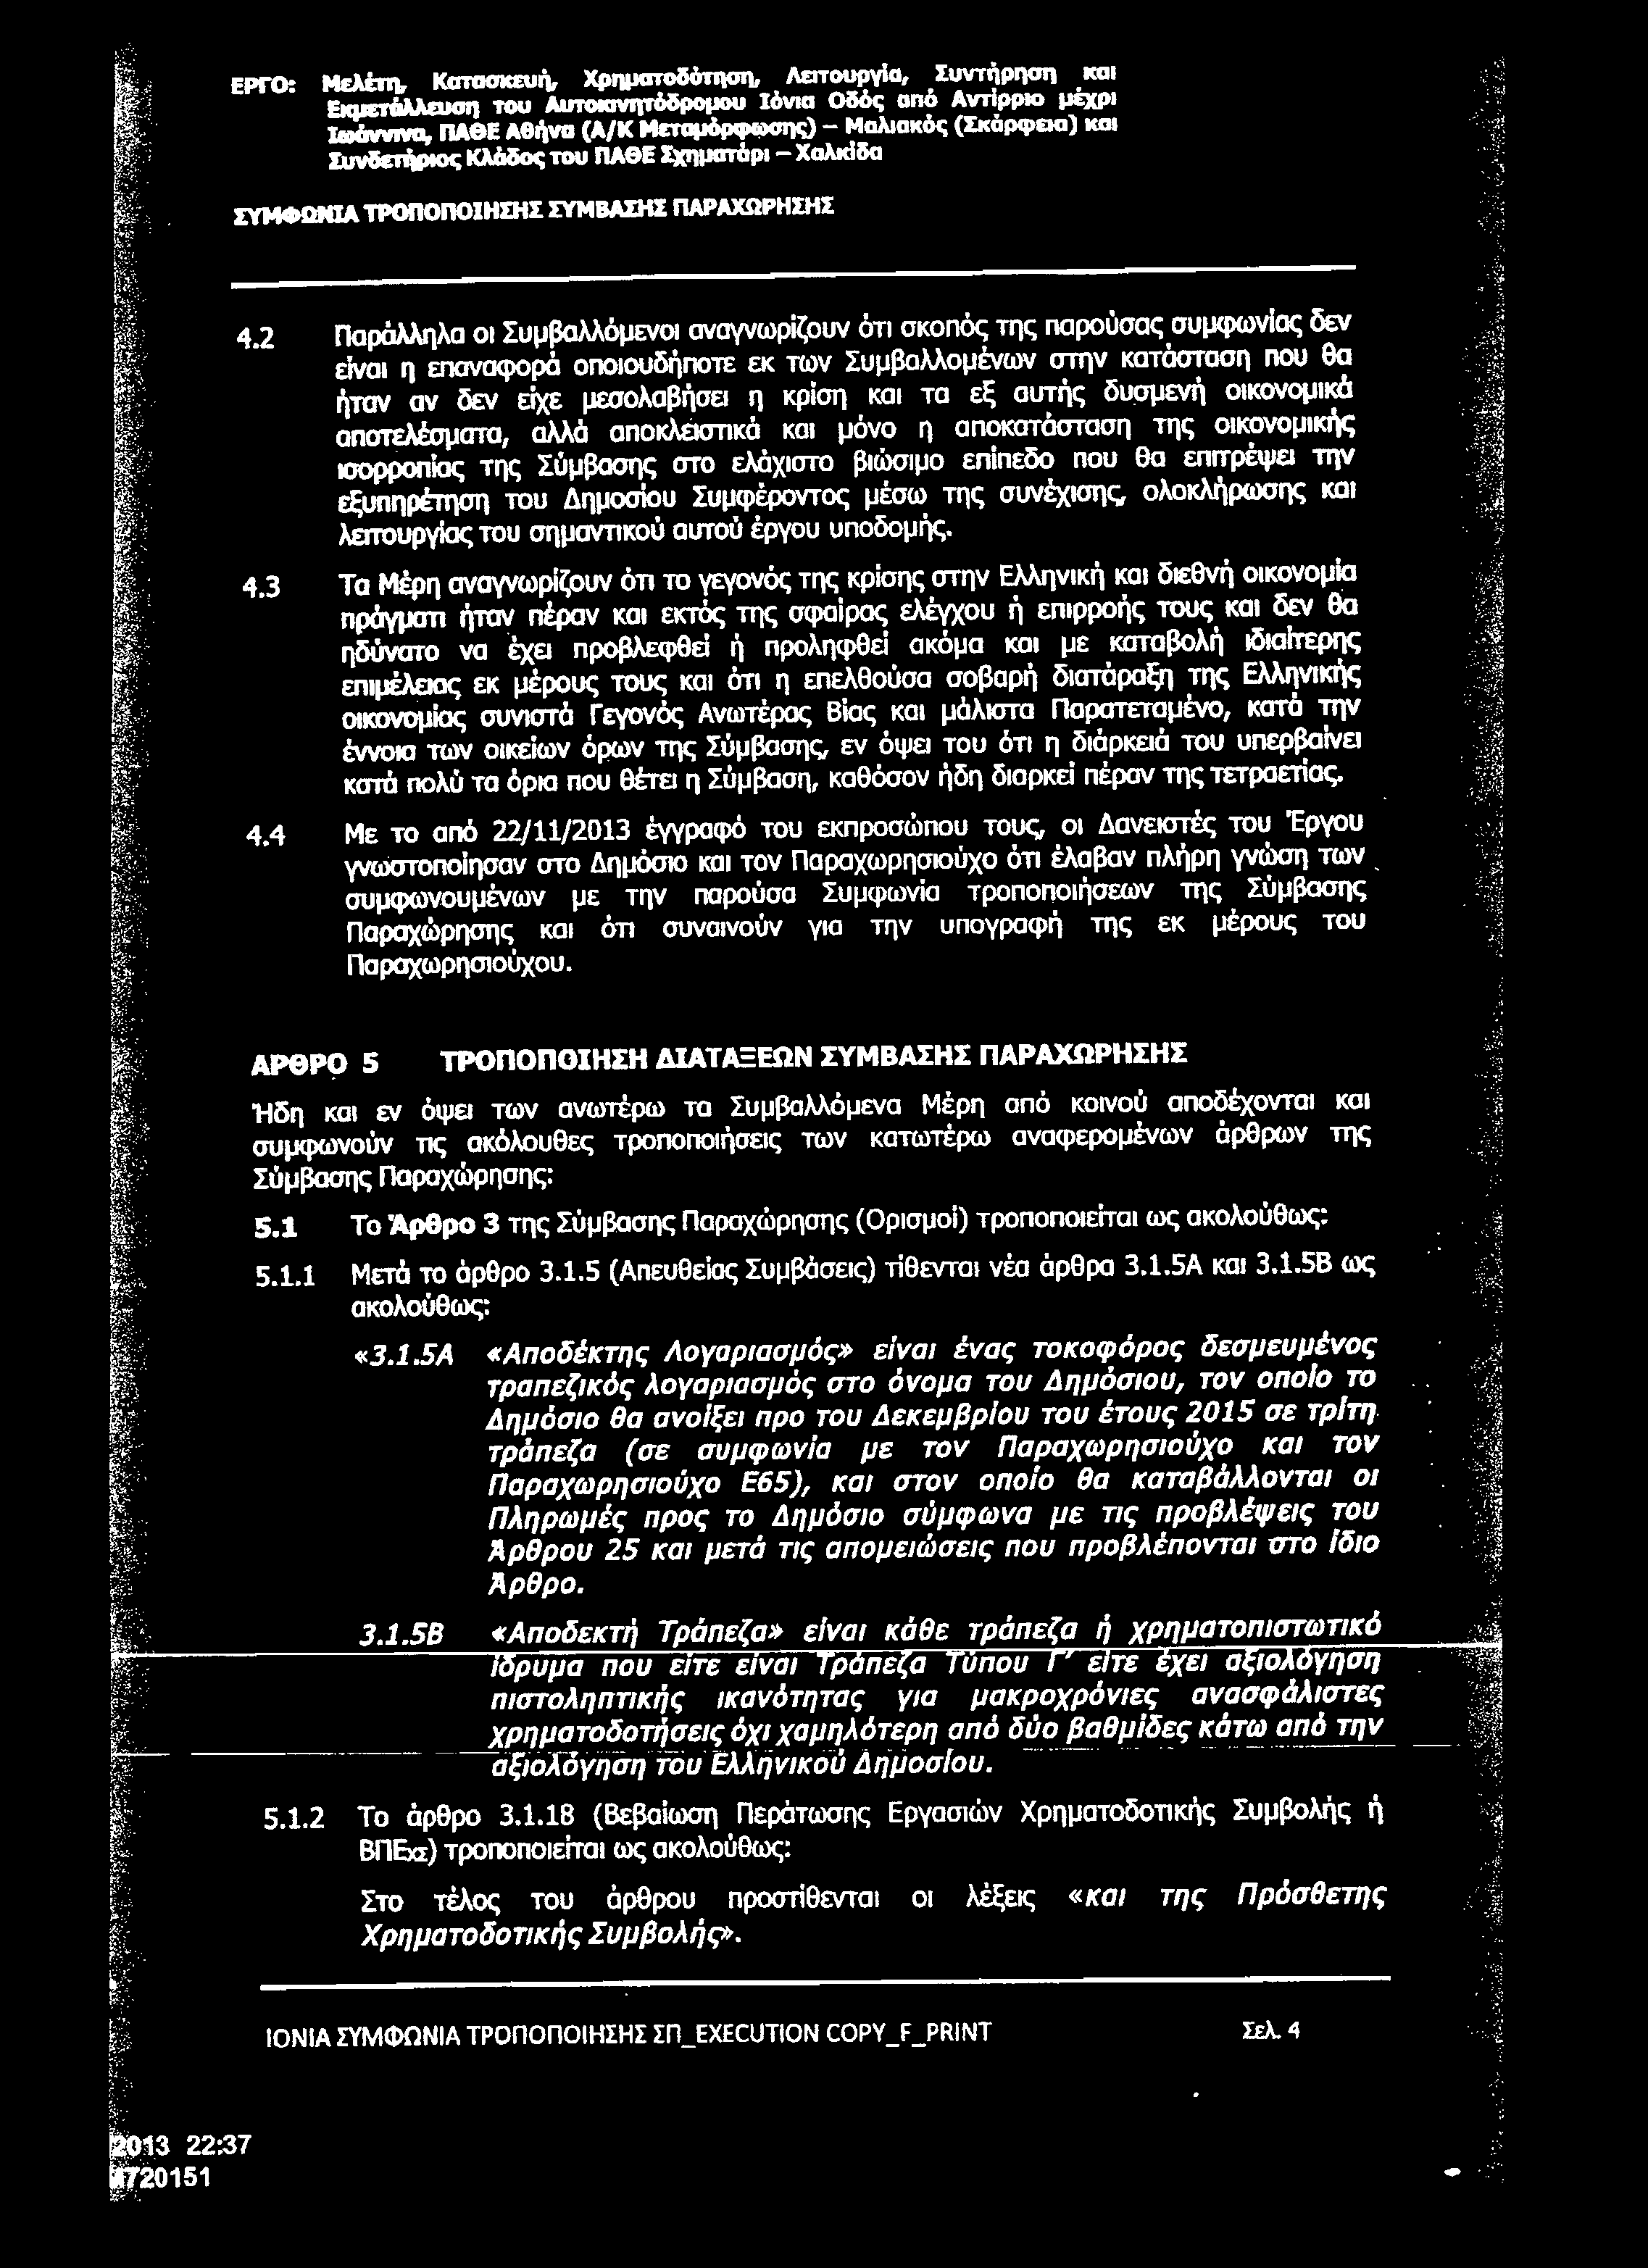 ΕΡΓΟ: Μελέτη, Κατασκευή, Χρηματοδότηση, Λειτουργία, Συντήρηση και
Εκμετάλλευση του Αυτοκινητόδρομου Ιόνια Οδός από Αντίρριο μέχρι
Ιωάννινα, ΠΑΘΕ Αθήνα (Α/Κ Μεταμόρφωσης) – Μαλιακός (Σκάρφεια) και
Συνδετήριος Κλάδος του ΠΑΘΕ Σχηματάρι – Χαλκίδα
ΣΥΜΦΩΝΙΑ ΤΡΟΠΟΠΟΙΗΣΗΣ ΣΥΜΒΑΣΗΣ ΠΑΡΑΧΩΡΗΣΗΣ
4.2 Παράλληλα οι Συμβαλλόμενοι αναγνωρίζουν ότι σκοπός της παρούσας συμφωνίας δεν
είναι η επαναφορά οποιουδήποτε εκ των Συμβαλλομένων στην κατάσταση που θα
ήταν αν δεν είχε μεσολαβήσει η κρίση και τα εξ αυτής δυσμενή οικονομικά
αποτελέσματα, αλλά αποκλειστικά και μόνο η αποκατάσταση της οικονομικής
ισορροπίας της Σύμβασης στο ελάχιστο βιώσιμο επίπεδο που θα επιτρέψει την
εξυπηρέτηση του Δημοσίου Συμφέροντος μέσω της συνέχισης, ολοκλήρωσης και
λειτουργίας του σημαντικού αυτού έργου υποδομής.
4.3 Τα Μέρη αναγνωρίζουν ότι το γεγονός της κρίσης στην Ελληνική και διεθνή οικονομία
πράγματι ήταν πέραν και εκτός της σφαίρας ελέγχου ή επιρροής τους και δεν θα
ηδύνατο να έχει προβλεφθεί ή προληφθεί ακόμα και με καταβολή ιδιαίτερης
επιμέλειας εκ μέρους τους και ότι η επελθούσα σοβαρή διατάραξη της Ελληνικής
οικονομίας συνιστά Γεγονός Ανωτέρας Βίας και μάλιστα Παρατεταμένο, κατά την
έννοια των οικείων όρων της Σύμβασης, εν όψει του ότι η διάρκειά του υπερβαίνει
κατά πολύ τα όρια που θέτει η Σύμβαση, καθόσον ήδη διαρκεί πέραν της τετραετίας.
4.4 Με το από 22/11/2013 έγγραφό του εκπροσώπου τους, οι Δανειστές του Έργου
γνωστοποίησαν στο Δημόσιο και τον Παραχωρησιούχο ότι έλαβαν πλήρη γνώση των
συμφωνουμένων με την παρούσα Συμφωνία τροποποιήσεων της Σύμβασης
Παραχώρησης και ότι συναινούν για την υπογραφή της εκ μέρους του
Παραχωρησιούχου.
ΑΡΘΡΟ 5 ΤΡΟΠΟΠΟΙΗΣΗ ΔΙΑΤΑΞΕΩΝ ΣΥΜΒΑΣΗΣ ΠΑΡΑΧΩΡΗΣΗΣ
Ήδη και εν όψει των ανωτέρω τα Συμβαλλόμενα Μέρη από κοινού αποδέχονται και
συμφωνούν τις ακόλουθες τροποποιήσεις των κατωτέρω αναφερομένων άρθρων της
Σύμβασης Παραχώρησης:
5.1 Το Άρθρο 3 της Σύμβασης Παραχώρησης (Ορισμοί) τροποποιείται ως ακολούθως:
5.1.1 Μετά το άρθρο 3.1.5 (Απευθείας Συμβάσεις) τίθενται νέα άρθρα 3.1.5Α και 3.1.5Β ως
ακολούθως:
«3.1.5Α «Αποδέκτης Λογαριασμός» είναι ένας τοκοφόρος δεσμευμένος
τραπεζικός λογαριασμός στο όνομα του Δημόσιου, τον οποίο το
Δημόσιο θα ανοίξει προ του Δεκεμβρίου του έτους 2015 σε τρίτη
τράπεζα (σε συμφωνία με τον Παραχωρησιούχο και τον
Παραχωρησιούχο Ε65), και στον οποίο θα καταβάλλονται οι
Πληρωμές προς το Δημόσιο σύμφωνα με τις προβλέψεις του
Άρθρου 25 και μετά τις απομειώσεις που προβλέπονται στο ίδιο
Άρθρο.
3.1.5Β «Αποδεκτή Τράπεζα» είναι κάθε τράπεζα ή χρηματοπιστωτικό
ίδρυμα που είτε είναι Τράπεζα Τύπου Γ' είτε έχει αξιολόγηση
πιστοληπτικής ικανότητας για μακροχρόνιες ανασφάλιστες
χρηματοδοτήσεις όχι χαμηλότερη από δύο βαθμίδες κάτω από την
αξιολόγηση του Ελληνικού Δημοσίου.
5.1.2 Το άρθρο 3.1.18 (Βεβαίωση Περάτωσης Εργασιών Χρηματοδοτικής Συμβολής ή
ΒΠΕχς) τροποποιείται ως ακολούθως:
Στο τέλος του άρθρου προστίθενται οι λέξεις «και της Πρόσθετης
Χρηματοδοτικής Συμβολής».
ΙΟΝΙΑ ΣΥΜΦΩΝΙΑ ΤΡΟΠΟΠΟΙΗΣΗΣ ΣΠ_EXECUTION COPY_F_PRINT Σελ. 4
2013 22:37
720151